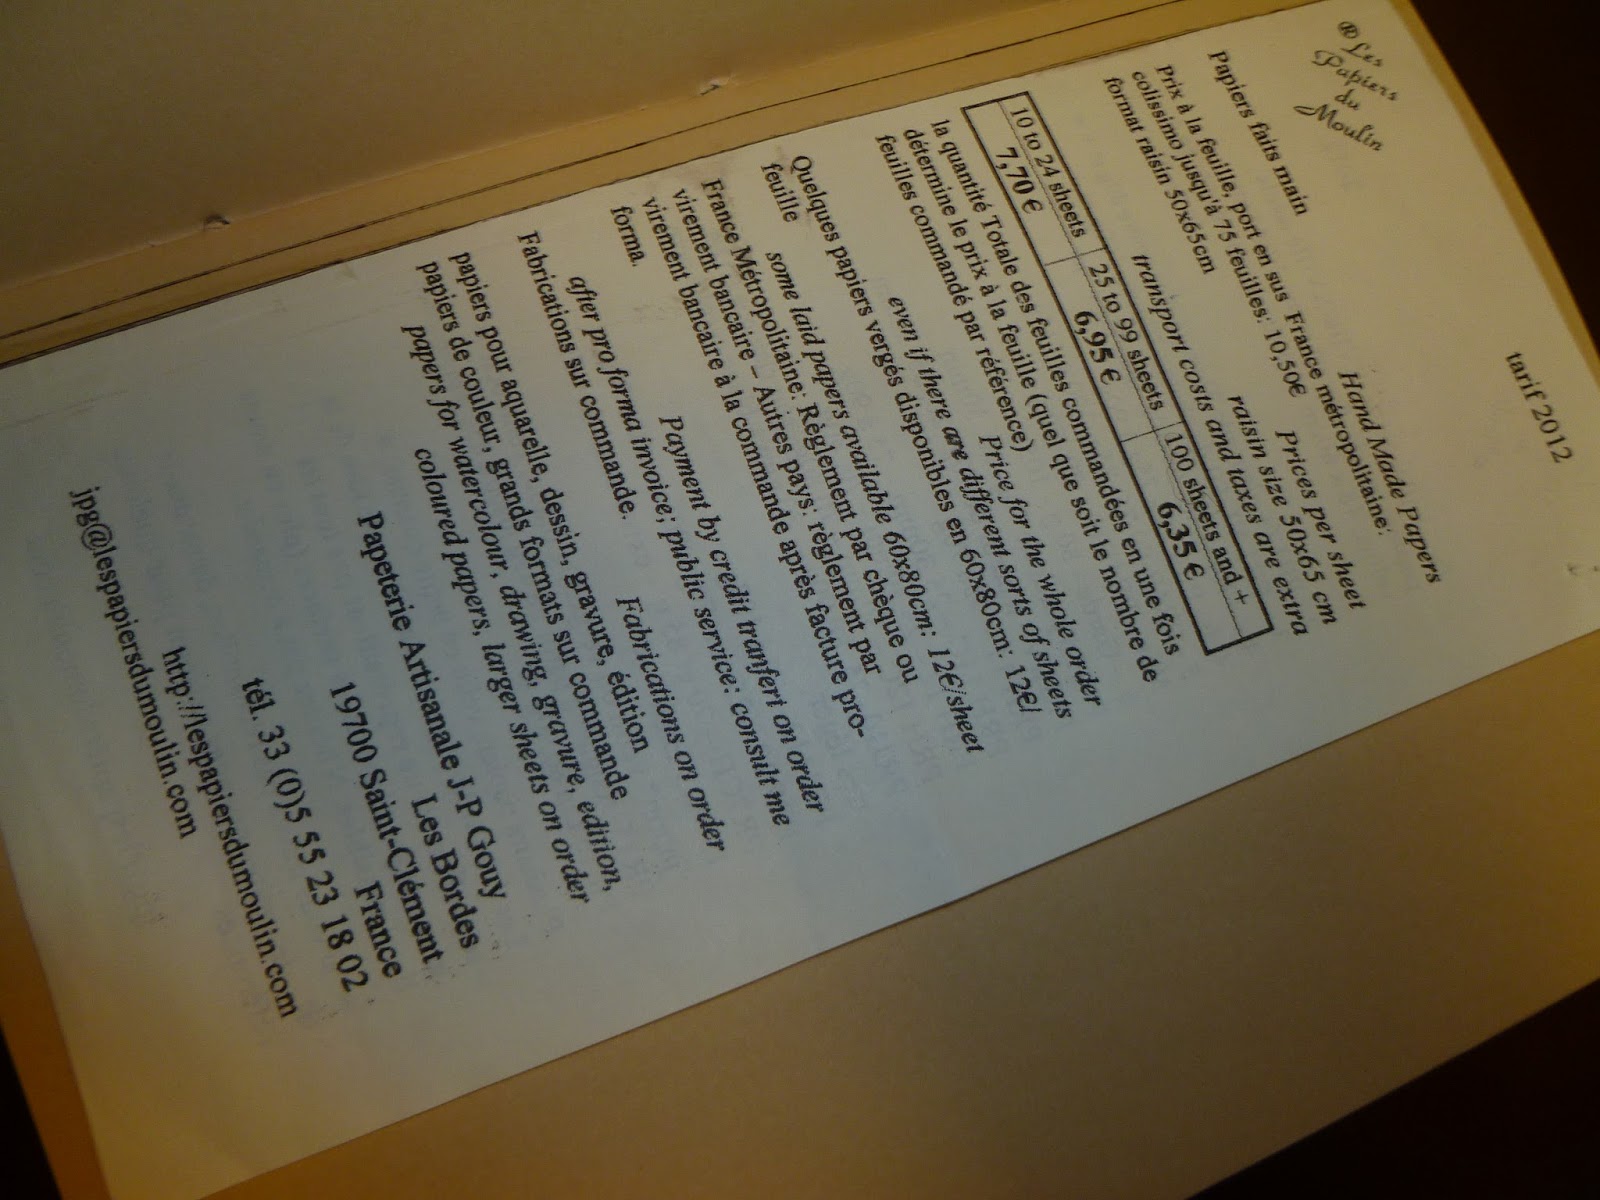 tarif 2012
® Les
Papiers
du
Moulin
Papiers faits main Hand Made Papers
Prix à la feuille, port en sus France métropolitaine:
colissimo jusqu'à 75 feuilles: 10,50€ Prices per sheet
format raisin 50x65cm raisin size 50x65 cm
transport costs and taxes are extra
10 to 24 sheets 25 to 99 sheets 100 sheets and +
7,70 € 6,95 € 6,35 €
la quantité Totale des feuilles commandées en une fois
détermine le prix à la feuille (quel que soit le nombre de
feuilles commandé par référence)
Price for the whole order
even if there are different sorts of sheets
Quelques papiers vergés disponibles en 60x80cm: 12€/
feuille some laid papers available 60x80cm: 12€/sheet
France Métropolitaine: Règlement par chèque ou
virement bancaire – Autres pays: règlement par
virement bancaire à la commande après facture pro-
forma.
Payment by credit tranfert on order
after pro forma invoice; public service: consult me
Fabrications sur commande. Fabrications on order
papiers pour aquarelle, dessin, gravure, édition
papiers de couleur, grands formats sur commande
papers for watercolour, drawing, gravure, edition,
coloured papers, larger sheets on order
Papeterie Artisanale J-P Gouy
Les Bordes
19700 Saint-Clément
France
tél. 33 (0)5 55 23 18 02
http://lespapiersdumoulin.com
jpg@lespapiersdumoulin.com